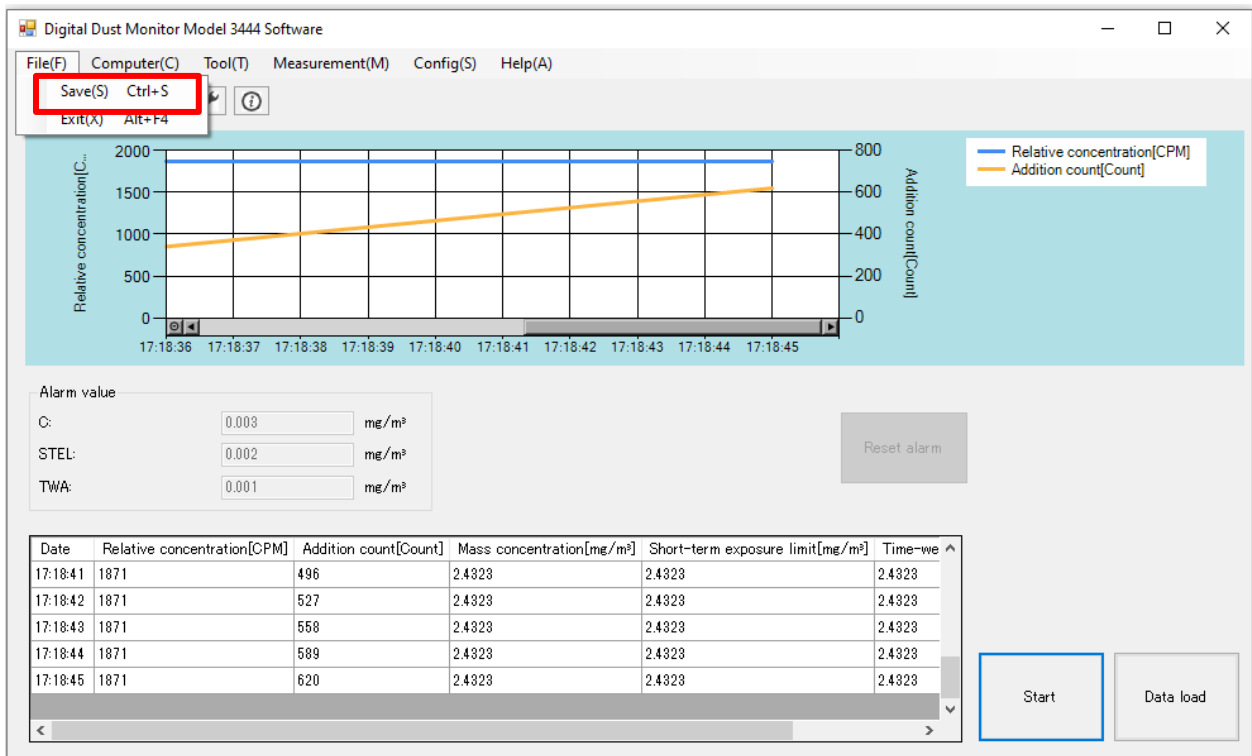 Digital Dust Monitor Model 3444 Software
File(F) Computer(C) Tool(T) Measurement(M) Config(S) Help(A)
Save(S) Ctrl+S
Exit(X) Alt+F4
Relative concentration[C...
2000
1500
1000
500
0
800
600
400
200
0
Addition count[Count]
17:18:36 17:18:37 17:18:38 17:18:39 17:18:40 17:18:41 17:18:42 17:18:43 17:18:44 17:18:45
Relative concentration[CPM]
Addition count[Count]
Alarm value
C: 0.003 mg/m³
STEL: 0.002 mg/m³
TWA: 0.001 mg/m³
Reset alarm
Date Relative concentration[CPM] Addition count[Count] Mass concentration[mg/m³] Short-term exposure limit[mg/m³] Time-we
17:18:41 1871 496 2.4323 2.4323 2.4323
17:18:42 1871 527 2.4323 2.4323 2.4323
17:18:43 1871 558 2.4323 2.4323 2.4323
17:18:44 1871 589 2.4323 2.4323 2.4323
17:18:45 1871 620 2.4323 2.4323 2.4323
Start
Data load